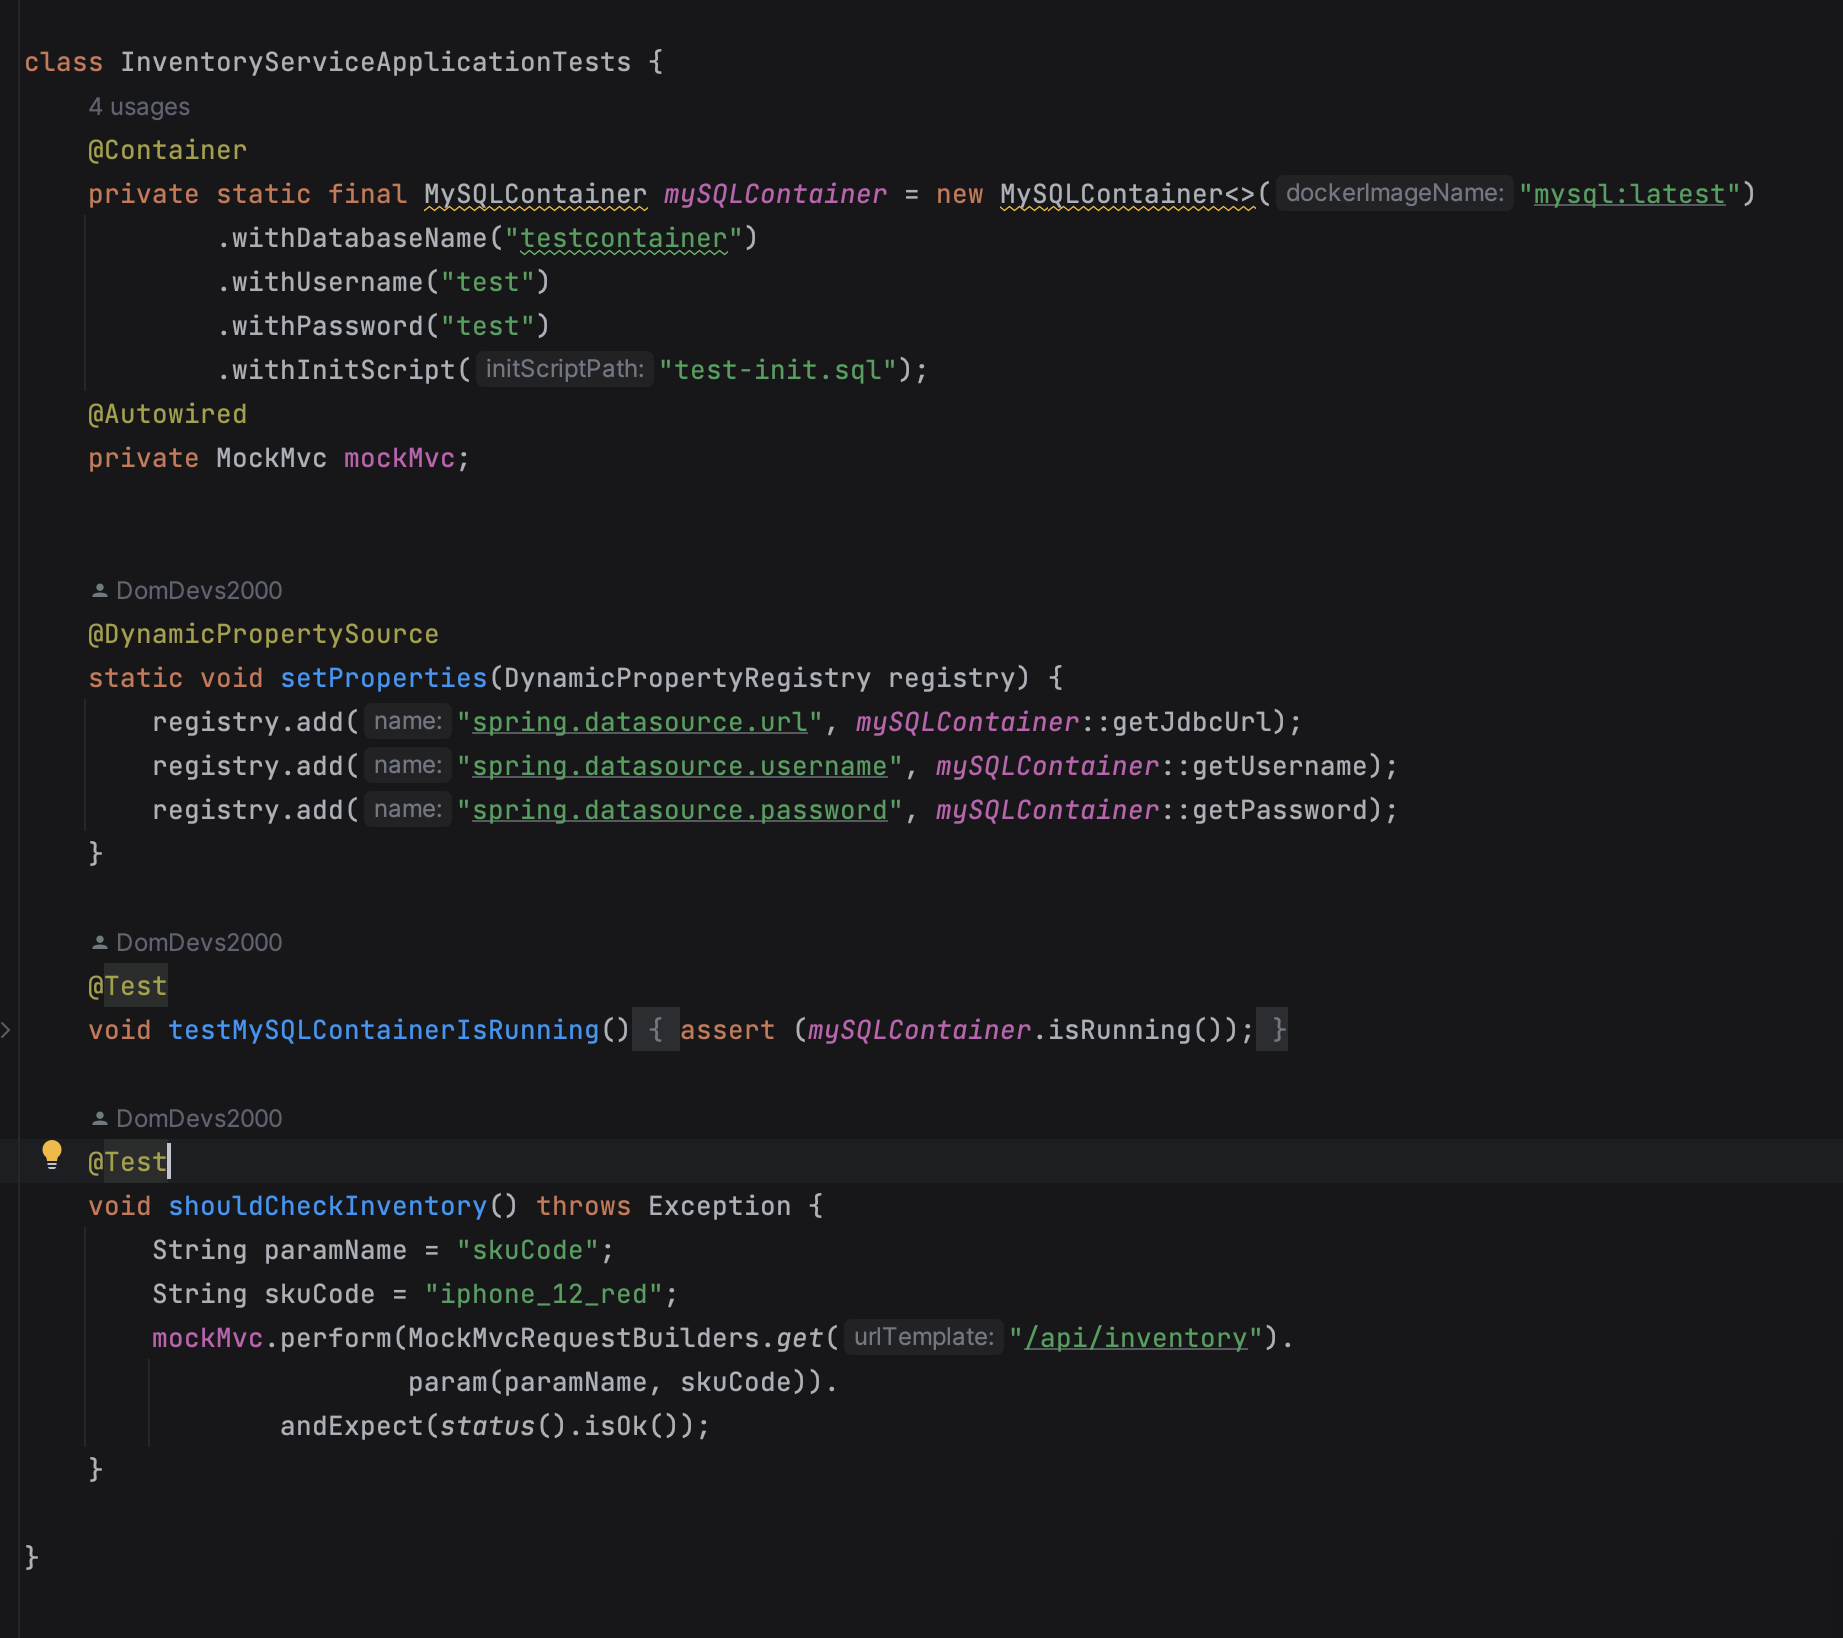 class InventoryServiceApplicationTests {
4 usages
@Container
private static final MySQLContainer mySQLContainer = new MySQLContainer<>( dockerImageName: "mysql:latest")
.withDatabaseName("testcontainer")
.withUsername("test")
.withPassword("test")
.withInitScript( initScriptPath: "test-init.sql");
@Autowired
private MockMvc mockMvc;
DomDevs2000
@DynamicPropertySource
static void setProperties(DynamicPropertyRegistry registry) {
registry.add( name: "spring.datasource.url", mySQLContainer::getJdbcUrl);
registry.add( name: "spring.datasource.username", mySQLContainer::getUsername);
registry.add( name: "spring.datasource.password", mySQLContainer::getPassword);
}
DomDevs2000
@Test
void testMySQLContainerIsRunning() { assert (mySQLContainer.isRunning()); }
DomDevs2000
@Test
void shouldCheckInventory() throws Exception {
String paramName = "skuCode";
String skuCode = "iphone_12_red";
mockMvc.perform(MockMvcRequestBuilders.get( urlTemplate: "/api/inventory").
param(paramName, skuCode)).
andExpect(status().isOk());
}
}